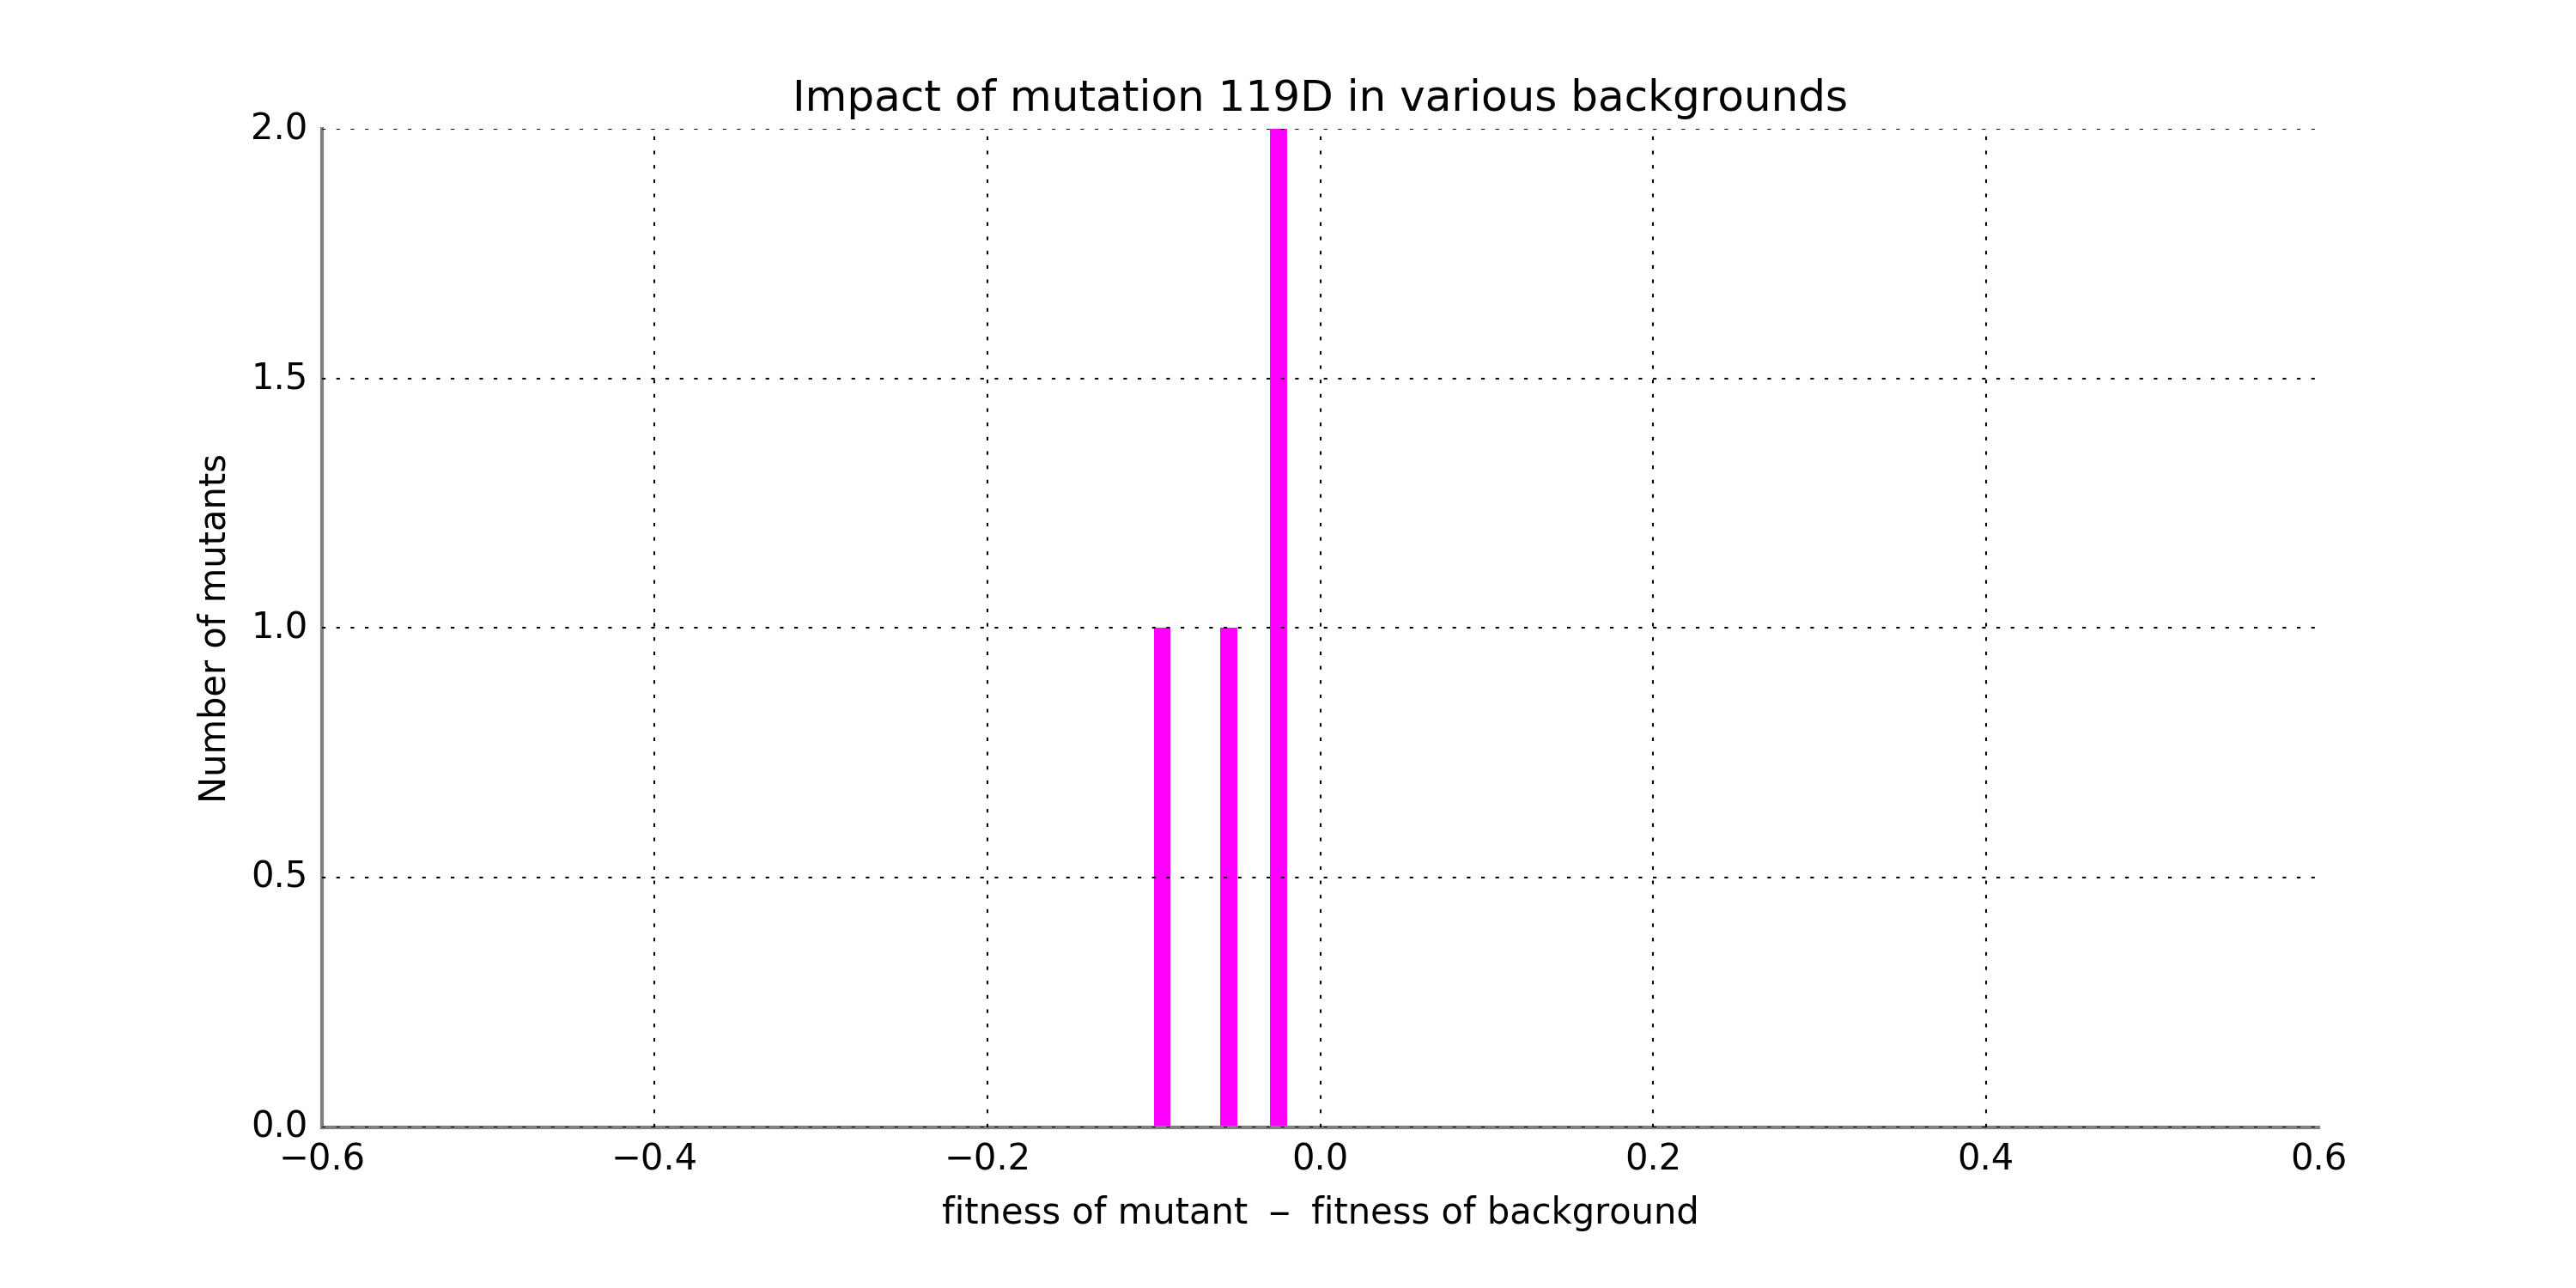 Impact of mutation 119D in various backgrounds
2.0
1.5
1.0
0.5
0.0
Number of mutants
−0.6 −0.4 −0.2 0.0 0.2 0.4 0.6
fitness of mutant − fitness of background